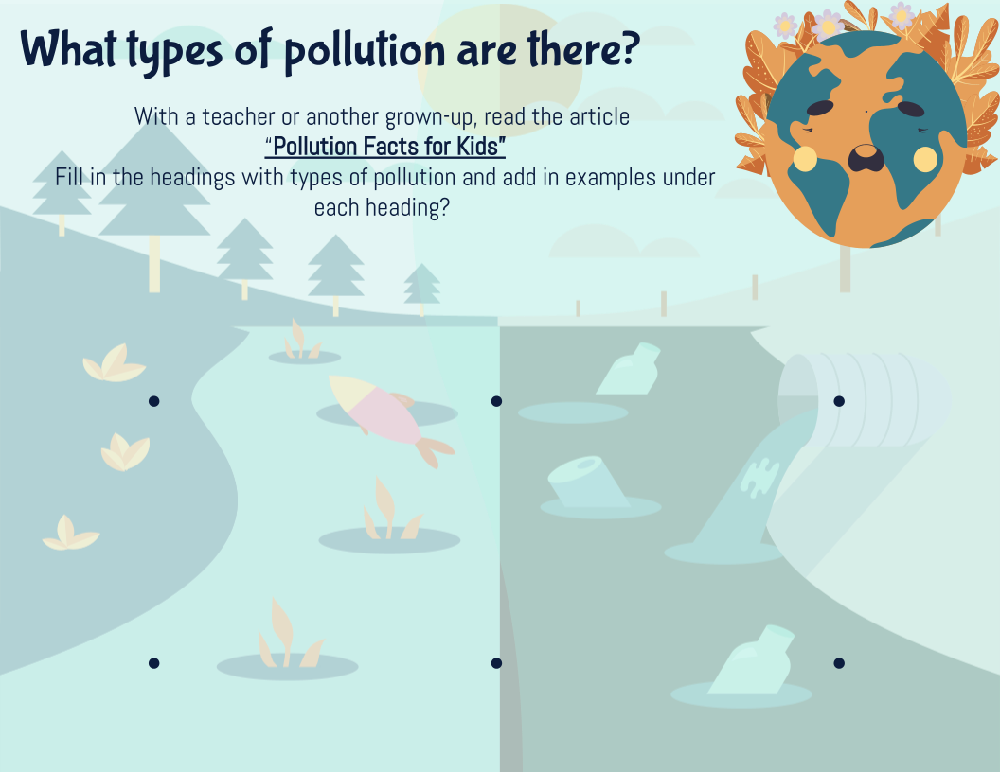 What types of pollution are there?
With a teacher or another grown-up, read the article
“Pollution Facts for Kids”
Fill in the headings with types of pollution and add in examples under
each heading?